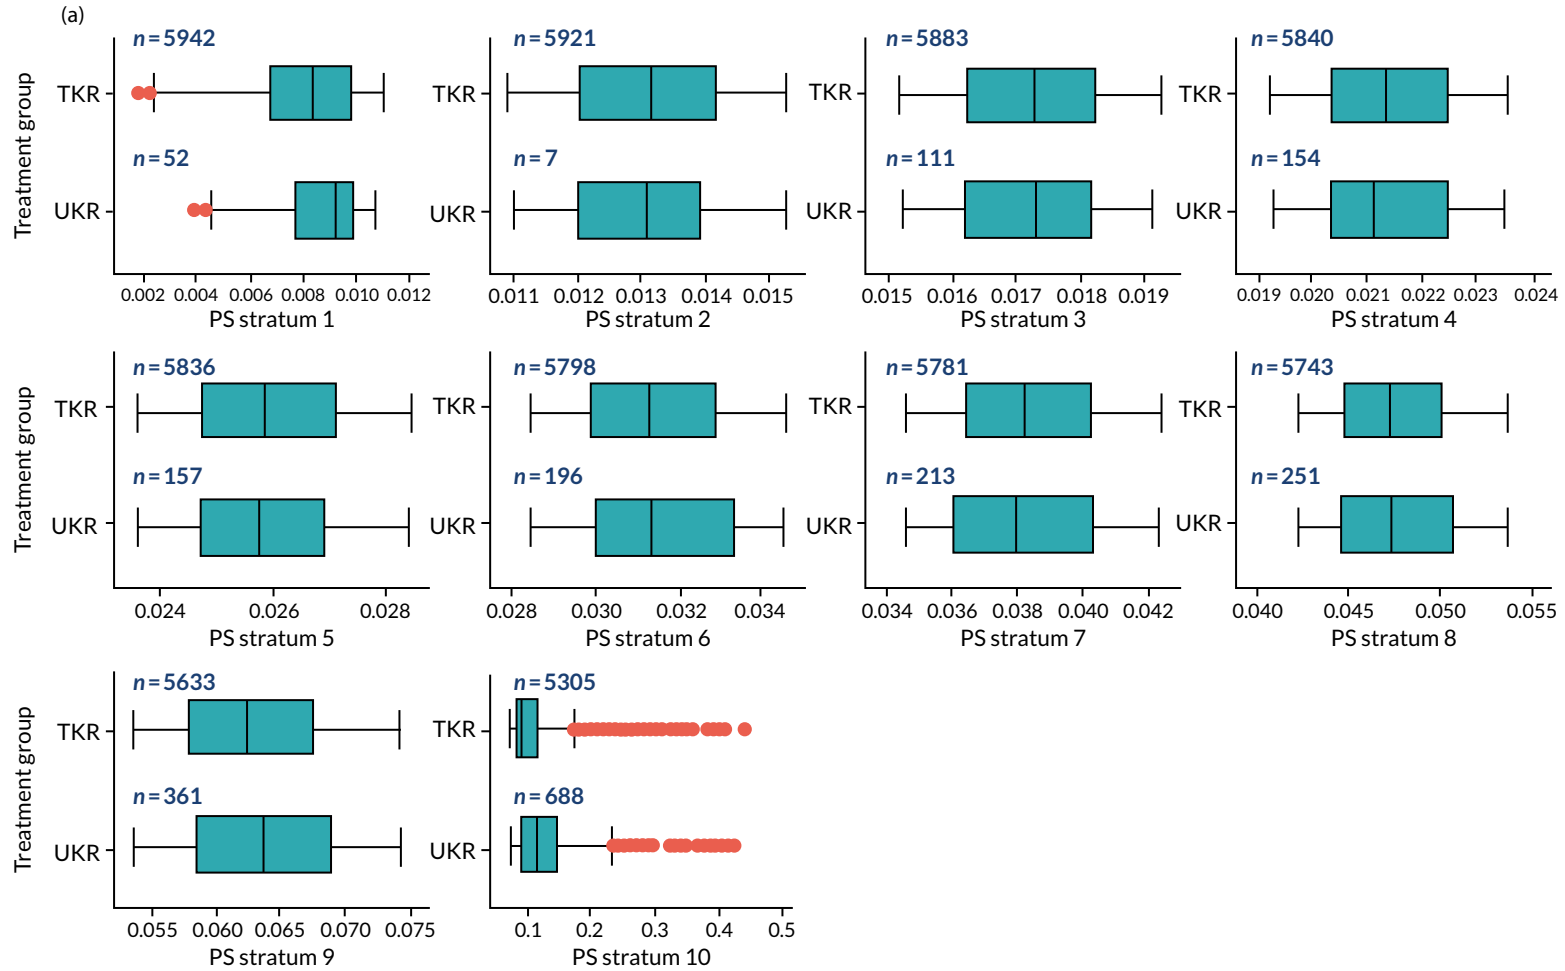 (a)
n=5942
n=5921
n=5883
n=5840
Treatment group
TKR
TKR
TKR
TKR
n=52
n=7
n=111
n=154
UKR
UKR
UKR
UKR
0.002 0.004 0.006 0.008 0.010 0.012
0.011 0.012 0.013 0.014 0.015
0.015 0.016 0.017 0.018 0.019
0.019 0.020 0.021 0.022 0.023 0.024
PS stratum 1
PS stratum 2
PS stratum 3
PS stratum 4
n=5836
n=5798
n=5781
n=5743
Treatment group
TKR
TKR
TKR
TKR
n=157
n=196
n=213
n=251
UKR
UKR
UKR
UKR
0.024 0.026 0.028
0.028 0.030 0.032 0.034
0.034 0.036 0.038 0.040 0.042
0.040 0.045 0.050 0.055
PS stratum 5
PS stratum 6
PS stratum 7
PS stratum 8
n=5633
n=5305
Treatment group
TKR
TKR
n=361
n=688
UKR
UKR
0.055 0.060 0.065 0.070 0.075
0.1 0.2 0.3 0.4 0.5
PS stratum 9
PS stratum 10